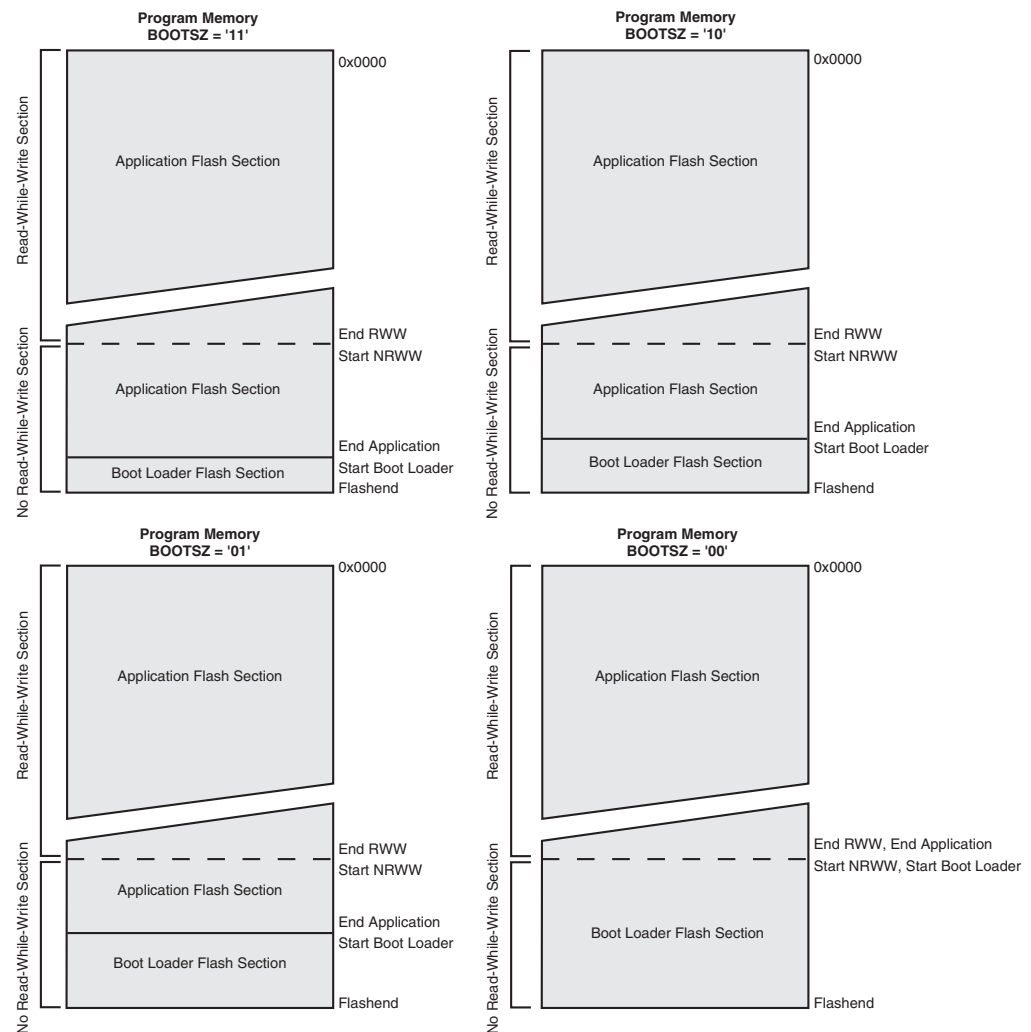 Program Memory
BOOTSZ = '11'
0x0000
Read-While-Write Section
Application Flash Section
End RWW
Start NRWW
No Read-While-Write Section
Application Flash Section
End Application
Start Boot Loader
Boot Loader Flash Section
Flashend
Program Memory
BOOTSZ = '10'
0x0000
Read-While-Write Section
Application Flash Section
End RWW
Start NRWW
No Read-While-Write Section
Application Flash Section
End Application
Start Boot Loader
Boot Loader Flash Section
Flashend
Program Memory
BOOTSZ = '01'
0x0000
Read-While-Write Section
Application Flash Section
End RWW
Start NRWW
No Read-While-Write Section
Application Flash Section
End Application
Start Boot Loader
Boot Loader Flash Section
Flashend
Program Memory
BOOTSZ = '00'
0x0000
Read-While-Write Section
Application Flash Section
End RWW, End Application
Start NRWW, Start Boot Loader
No Read-While-Write Section
Boot Loader Flash Section
Flashend